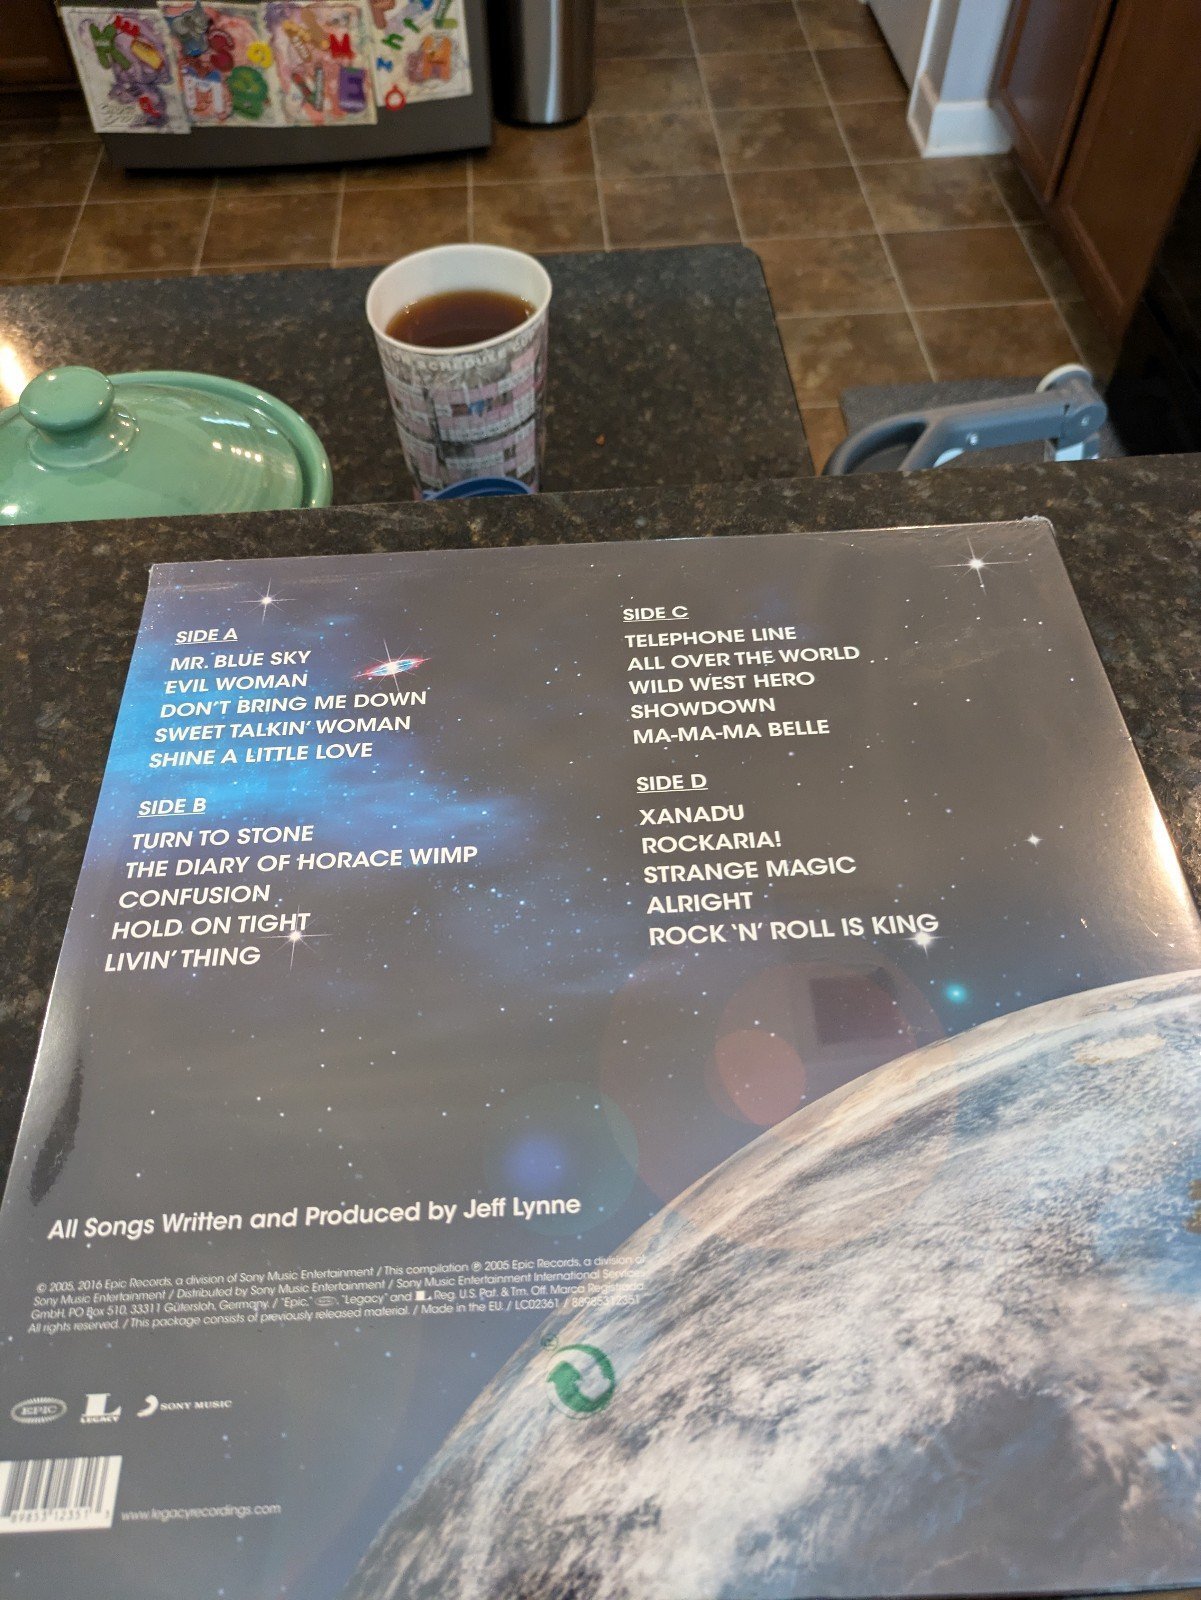 SIDE A
MR. BLUE SKY
EVIL WOMAN
DON'T BRING ME DOWN
SWEET TALKIN' WOMAN
SHINE A LITTLE LOVE
SIDE B
TURN TO STONE
THE DIARY OF HORACE WIMP
CONFUSION
HOLD ON TIGHT
LIVIN' THING
SIDE C
TELEPHONE LINE
ALL OVER THE WORLD
WILD WEST HERO
SHOWDOWN
MA-MA-MA BELLE
SIDE D
XANADU
ROCKARIA!
STRANGE MAGIC
ALRIGHT
ROCK 'N' ROLL IS KING
All Songs Written and Produced by Jeff Lynne
© 2005, 2016 Epic Records, a division of Sony Music Entertainment / This compilation ℗ 2005 Epic Records, a division of
Sony Music Entertainment / Distributed by Sony Music Entertainment / Sony Music Entertainment International Services
GmbH, PO Box 510, 33311 Gütersloh, Germany. / "Epic," EPIC, "Legacy" and L, Reg. U.S. Pat. & Tm. Off. Marca Registrada.
All rights reserved. / This package consists of previously released material. / Made in the EU. / LC02361 / 88985312351
EPIC
L
LEGACY
SONY MUSIC
www.legacyrecordings.com